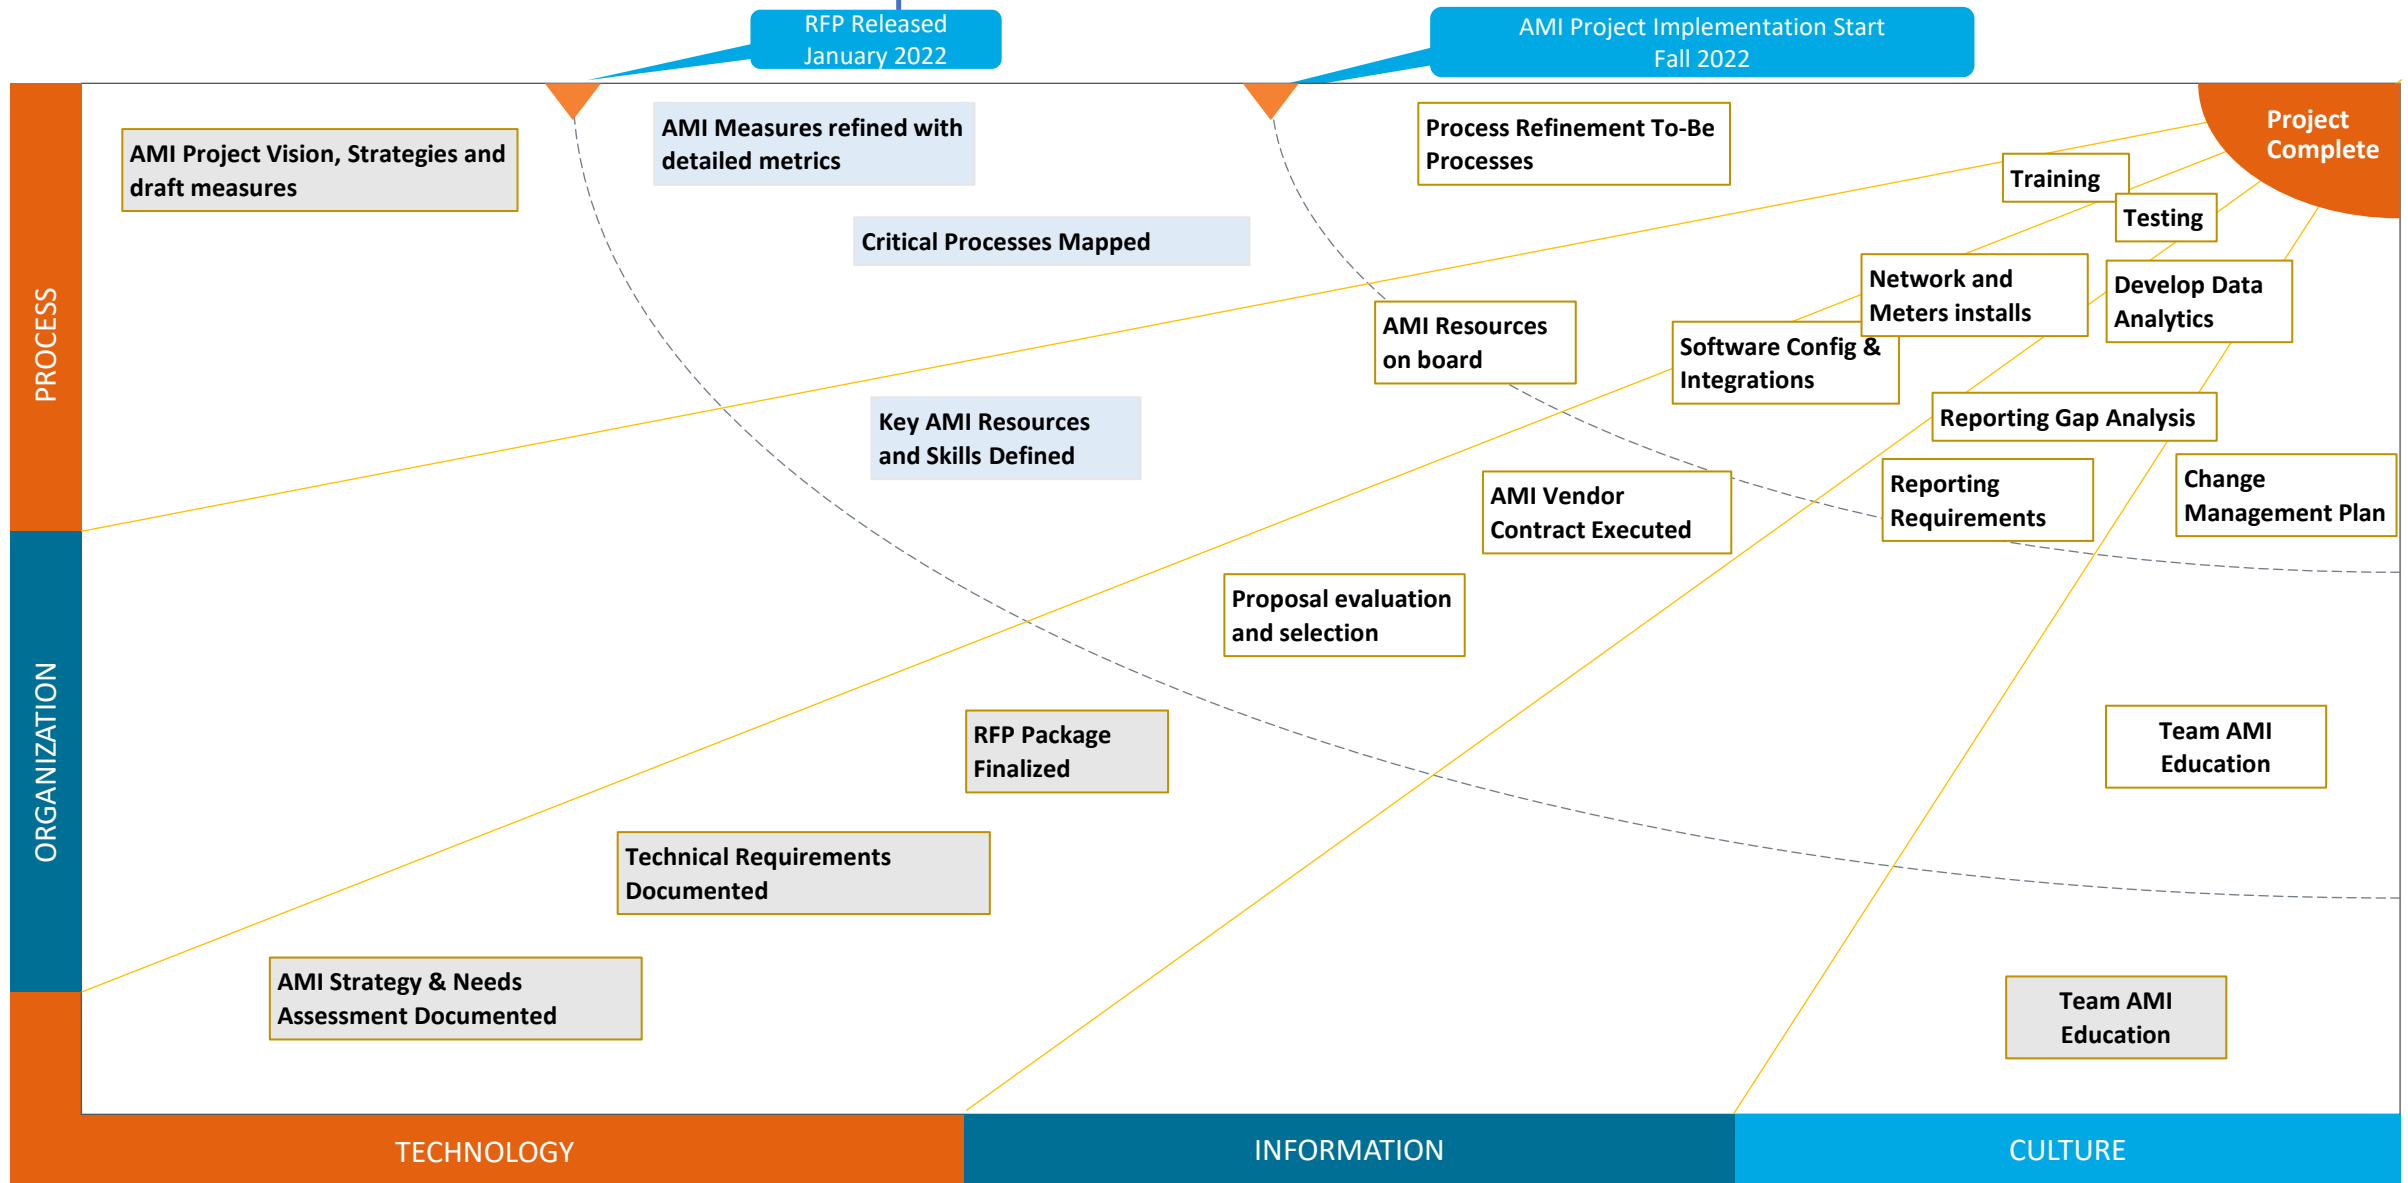 RFP Released
January 2022
AMI Project Implementation Start
Fall 2022
PROCESS
ORGANIZATION
TECHNOLOGY
INFORMATION
CULTURE
Project
Complete
AMI Project Vision, Strategies and
draft measures
AMI Measures refined with
detailed metrics
Process Refinement To-Be
Processes
Training
Testing
Critical Processes Mapped
Network and
Meters installs
Develop Data
Analytics
AMI Resources
on board
Software Config &
Integrations
Key AMI Resources
and Skills Defined
Reporting Gap Analysis
AMI Vendor
Contract Executed
Reporting
Requirements
Change
Management Plan
Proposal evaluation
and selection
RFP Package
Finalized
Team AMI
Education
Technical Requirements
Documented
AMI Strategy & Needs
Assessment Documented
Team AMI
Education